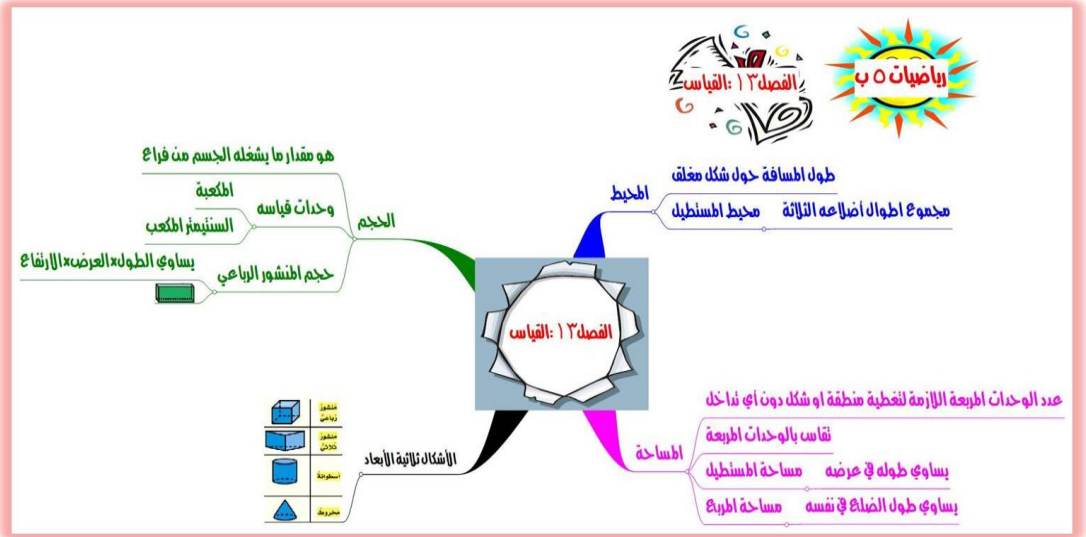 رياضيات ٥ ب
الفصل ١٣ :القياس
الفصل ١٣ :القياس
المحيط
طول المسافة حول شكل مغلق
محيط المستطيل
مجموع اطوال أضلاعه الثلاثة
المساحة
عدد الوحدات المربعة اللازمة لتغطية منطقة او شكل دون أي تداخل
تقاس بالوحدات المربعة
مساحة المستطيل
يساوي طوله في عرضه
مساحة المربع
يساوي طول الضلع في نفسه
الحجم
هو مقدار ما يشغله الجسم من فراع
وحدات قياسه
المكعبة
السنتيمتر المكعب
حجم المنشور الرباعي
يساوي الطول×العرض×الارتفاع
الأشكال ثلاثية الأبعاد
منشور
رباعي
منشور
ثلاثي
أسطوانة
مخروط